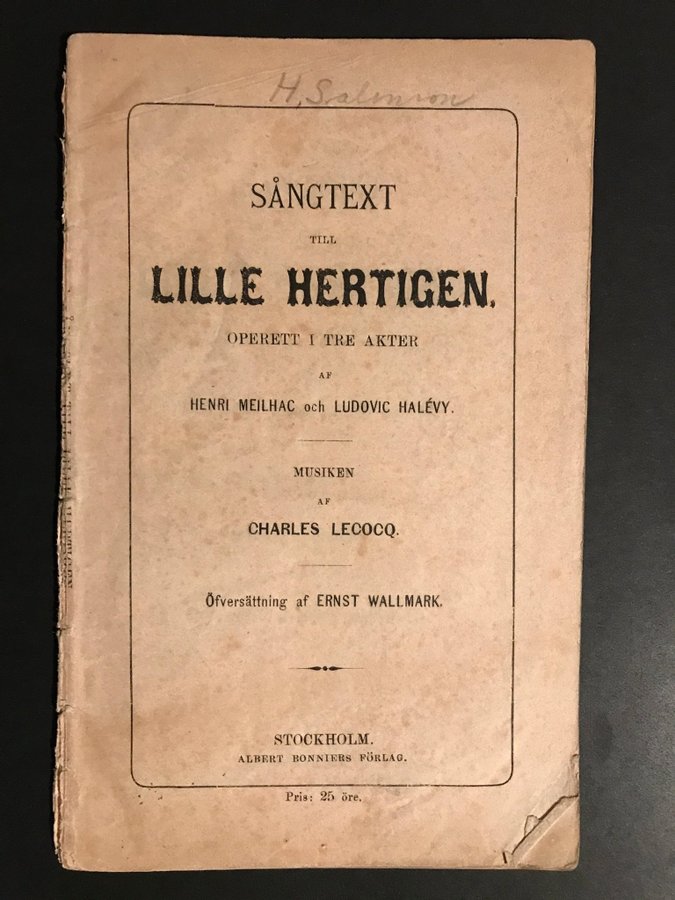 H. Salomon
SÅNGTEXT
TILL
LILLE HERTIGEN.
OPERETT I TRE AKTER
AF
HENRI MEILHAC och LUDOVIC HALÉVY.
MUSIKEN
AF
CHARLES LECOCQ.
Öfversättning af ERNST WALLMARK.
STOCKHOLM.
ALBERT BONNIERS FÖRLAG.
Pris: 25 öre.